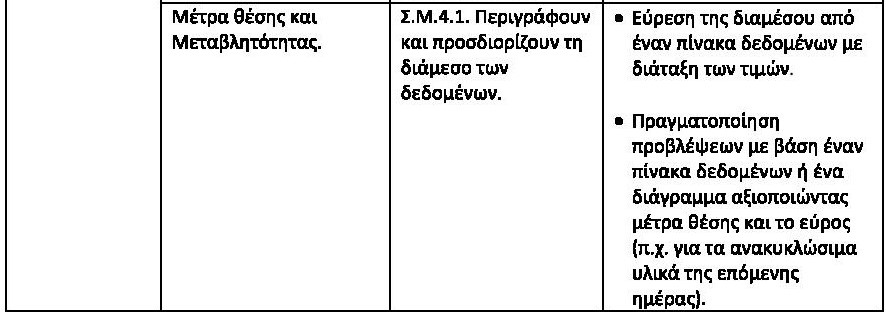 Μέτρα θέσης και
Μεταβλητότητας.
Σ.Μ.4.1. Περιγράφουν
και προσδιορίζουν τη
διάμεσο των
δεδομένων.
• Εύρεση της διαμέσου από
έναν πίνακα δεδομένων με
διάταξη των τιμών.
• Πραγματοποίηση
προβλέψεων με βάση έναν
πίνακα δεδομένων ή ένα
διάγραμμα αξιοποιώντας
μέτρα θέσης και το εύρος
(π.χ. για τα ανακυκλώσιμα
υλικά της επόμενης
ημέρας).